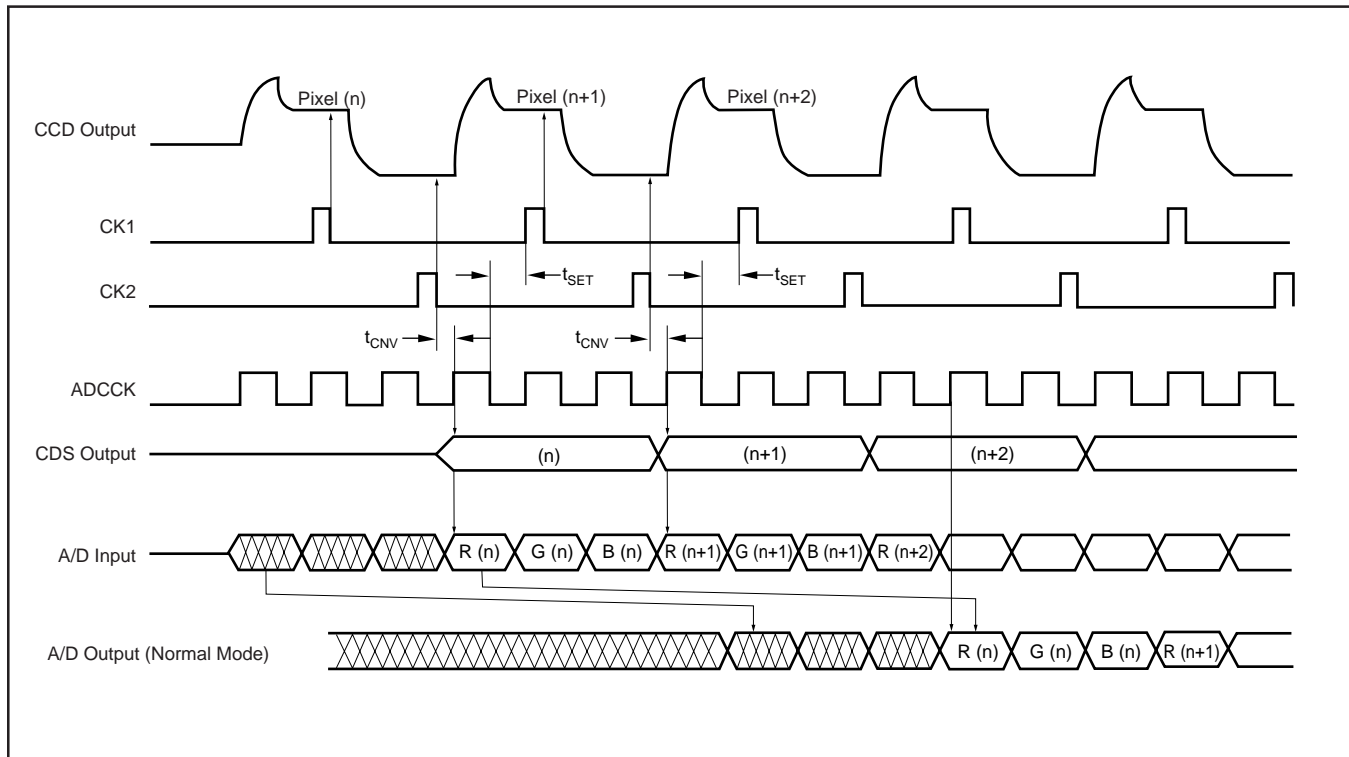 Pixel (n) Pixel (n+1) Pixel (n+2)
CCD Output
CK1
tSET tSET
CK2
tCNV tCNV
ADCCK
CDS Output (n) (n+1) (n+2)
A/D Input R (n) G (n) B (n) R (n+1) G (n+1) B (n+1) R (n+2)
A/D Output (Normal Mode) R (n) G (n) B (n) R (n+1)